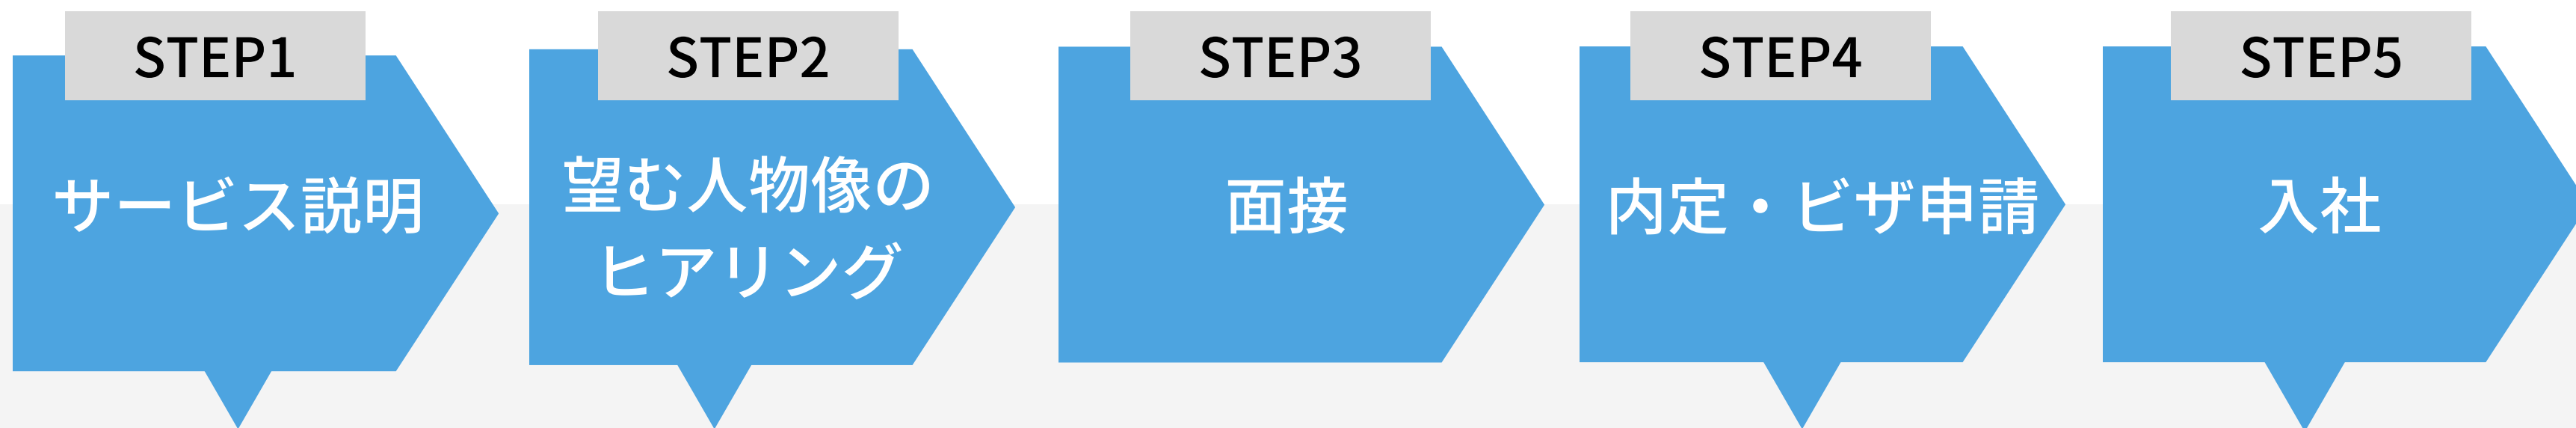 STEP1
サービス説明
STEP2
望む人物像の
ヒアリング
STEP3
面接
STEP4
内定・ビザ申請
STEP5
入社